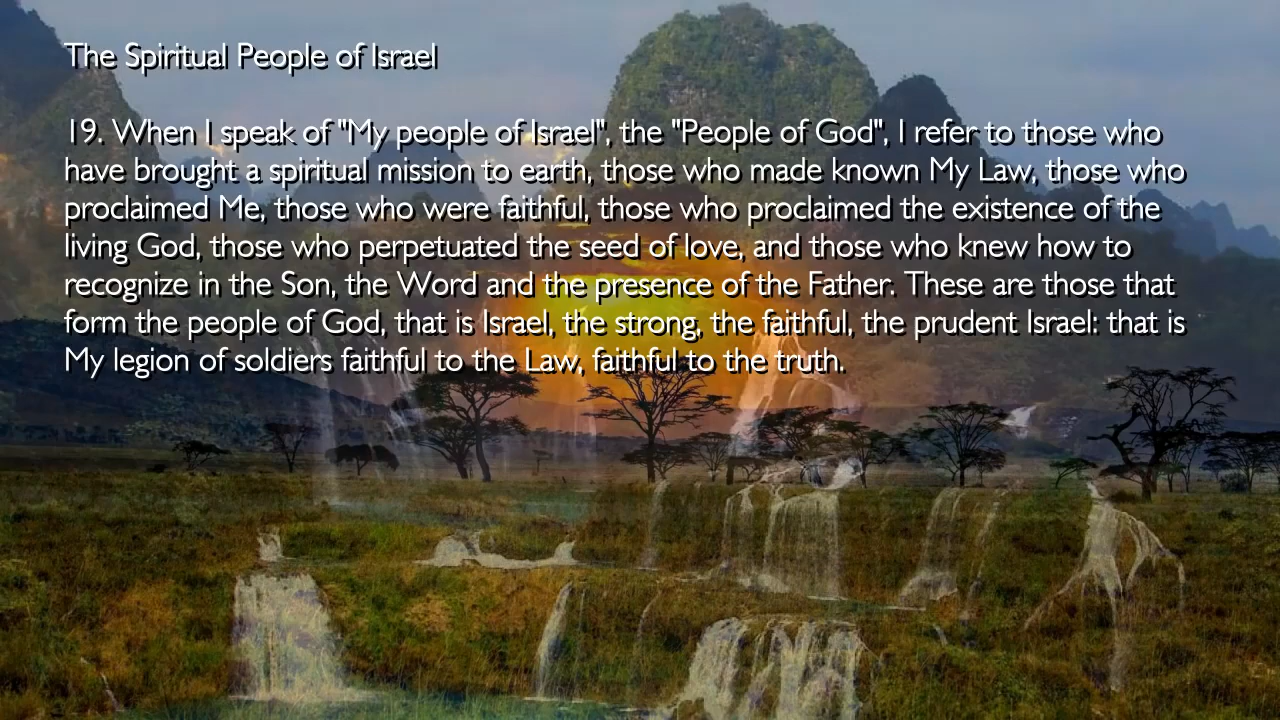 The Spiritual People of Israel
19. When I speak of "My people of Israel", the "People of God", I refer to those who
have brought a spiritual mission to earth, those who made known My Law, those who
proclaimed Me, those who were faithful, those who proclaimed the existence of the
living God, those who perpetuated the seed of love, and those who knew how to
recognize in the Son, the Word and the presence of the Father. These are those that
form the people of God, that is Israel, the strong, the faithful, the prudent Israel: that is
My legion of soldiers faithful to the Law, faithful to the truth.